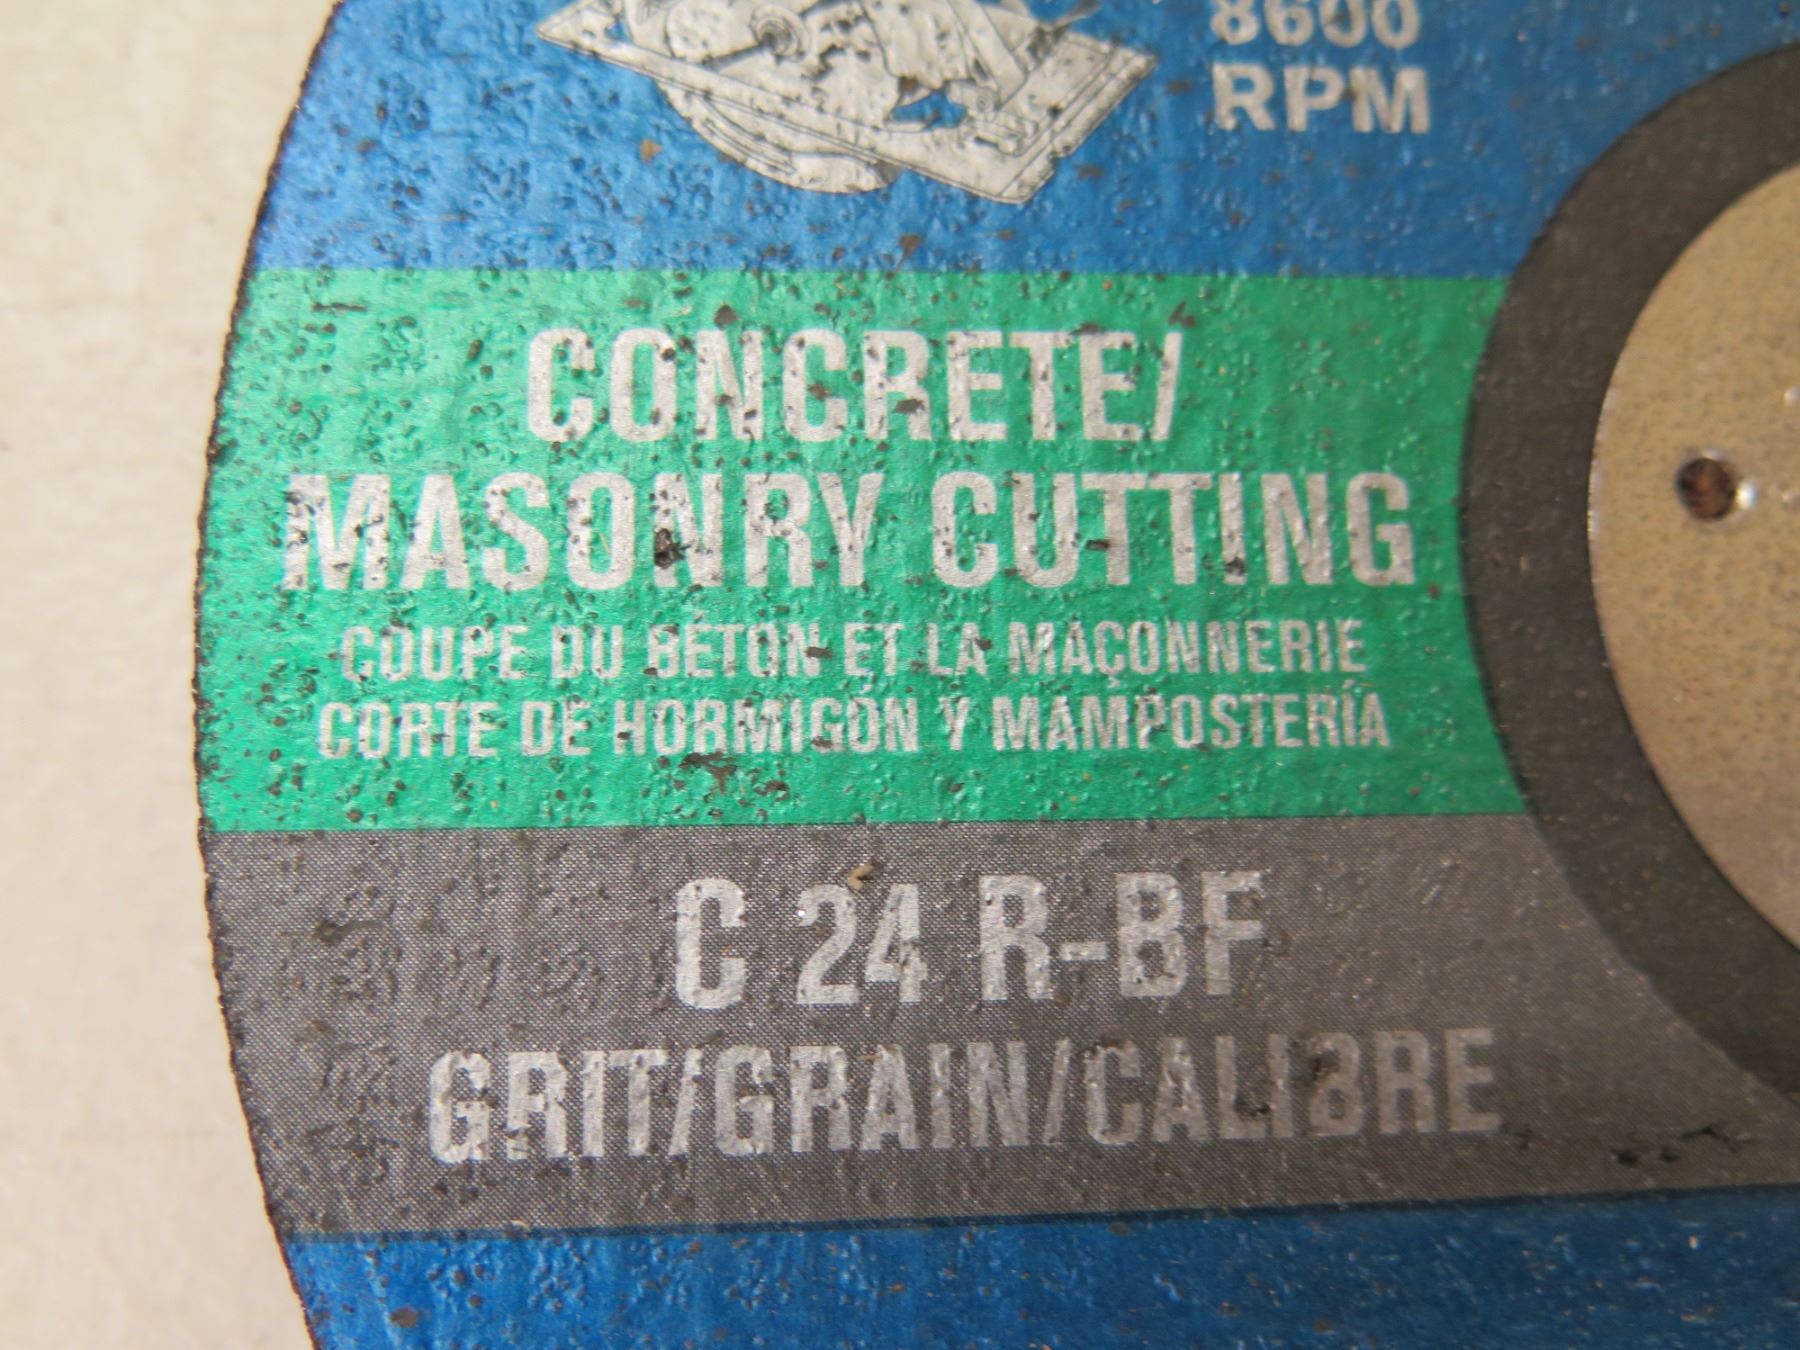 8600
RPM
CONCRETE/
MASONRY CUTTING
COUPE DU BÉTON ET LA MAÇONNERIE
CORTE DE HORMIGÓN Y MAMPOSTERÍA
C 24 R-BF
GRIT/GRAIN/CALIBRE